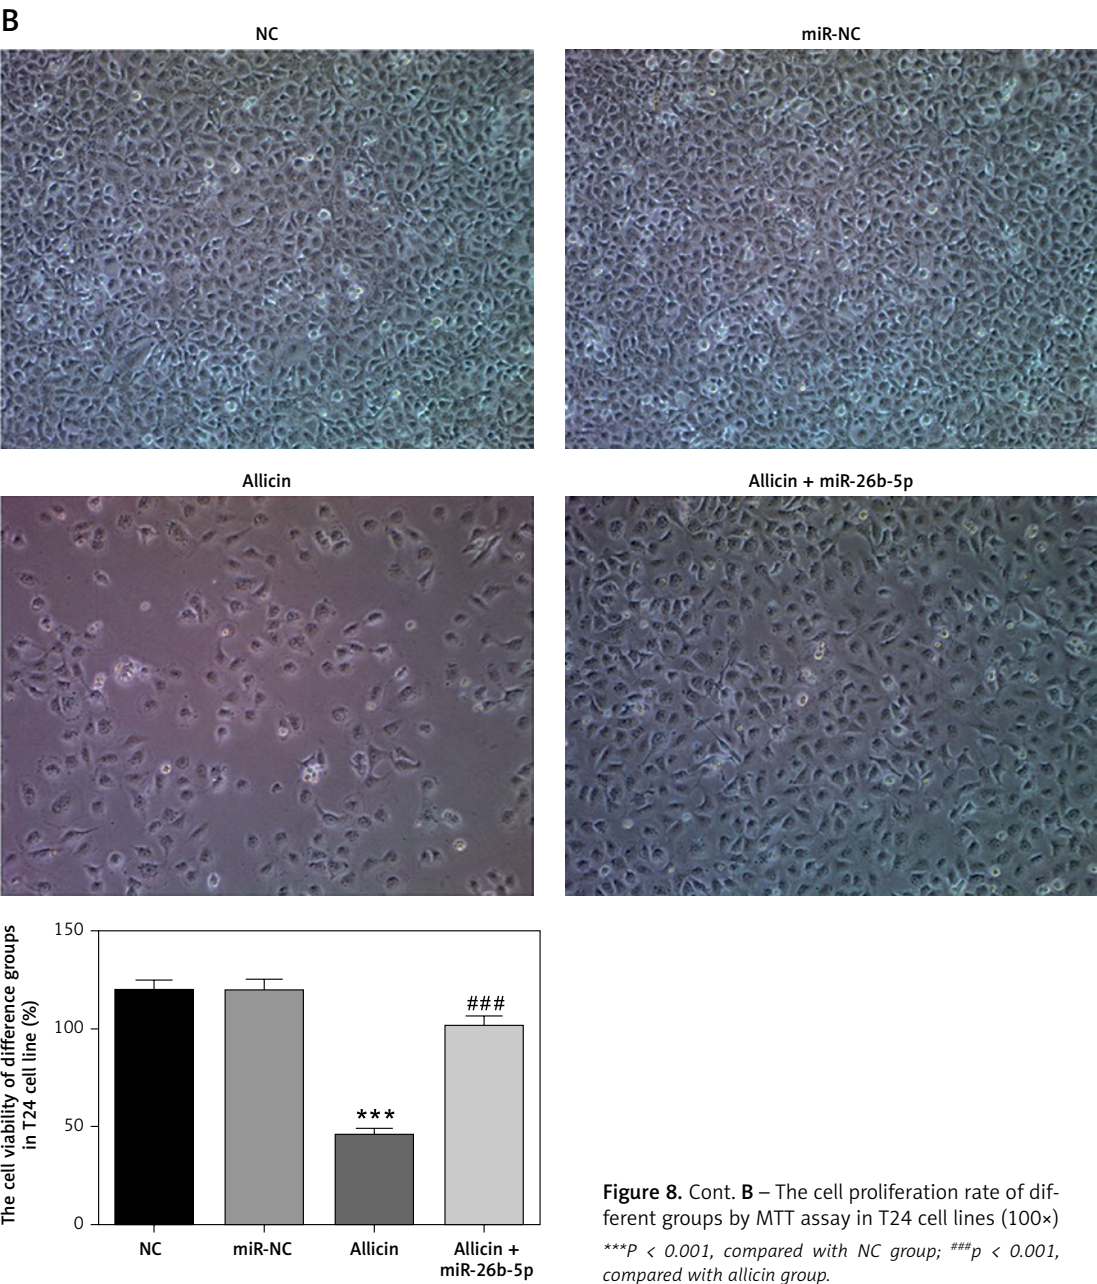 B
NC
miR-NC
Allicin
Allicin + miR-26b-5p
The cell viability of difference groups
in T24 cell line (%)
150
100
50
0
***
###
NC
miR-NC
Allicin
Allicin +
miR-26b-5p
Figure 8. Cont. B – The cell proliferation rate of dif-
ferent groups by MTT assay in T24 cell lines (100×)
***P < 0.001, compared with NC group; ###p < 0.001,
compared with allicin group.